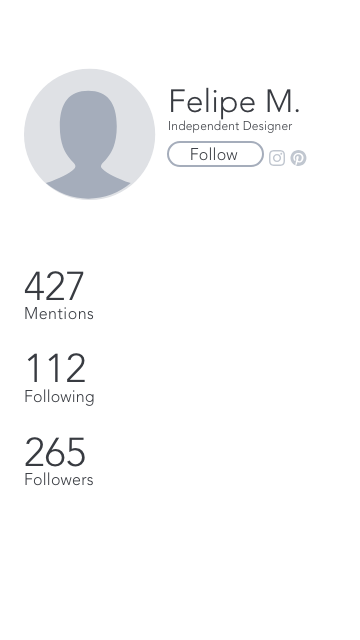 Felipe M.
Independent Designer
Follow
427
Mentions
112
Following
265
Followers